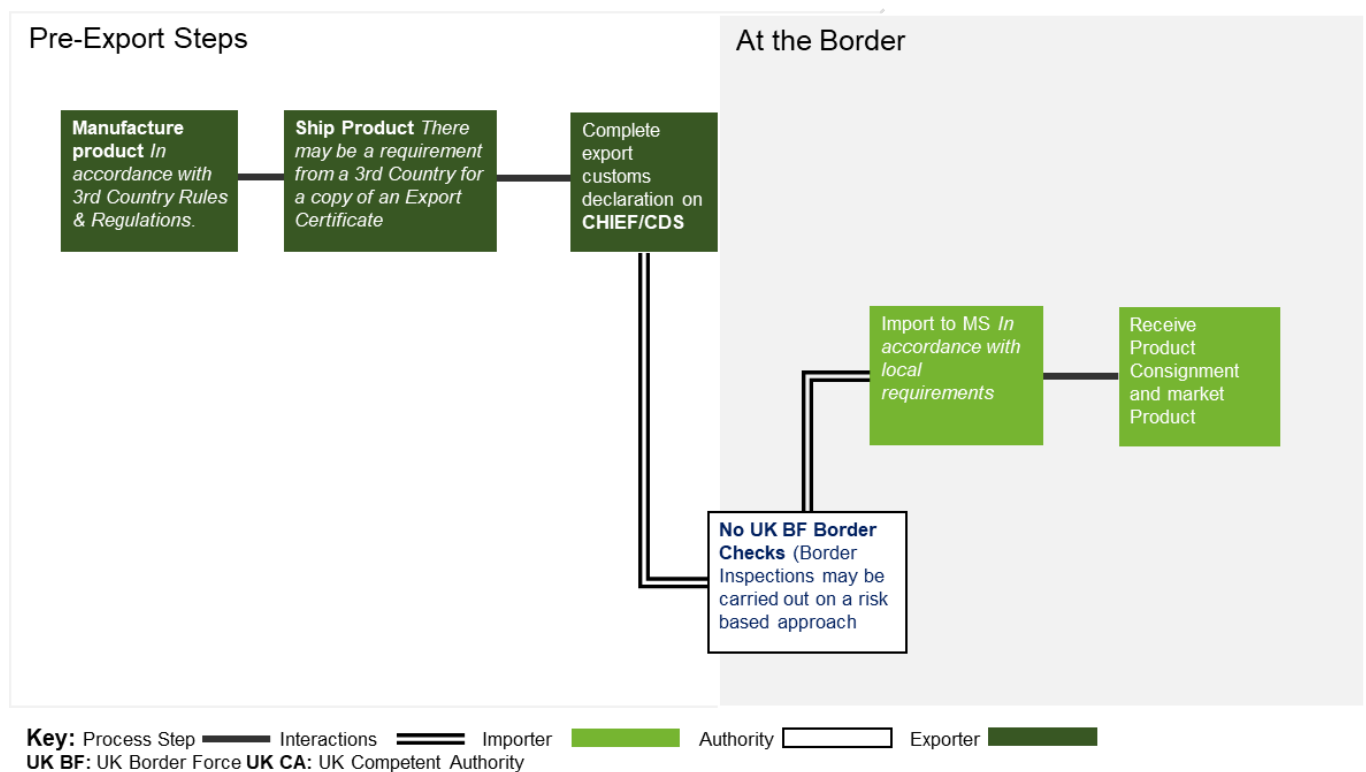 Pre-Export Steps
At the Border
Manufacture
product In
accordance with
3rd Country Rules
& Regulations.
Ship Product There
may be a requirement
from a 3rd Country for
a copy of an Export
Certificate
Complete
export
customs
declaration on
CHIEF/CDS
Import to MS In
accordance with
local
requirements
Receive
Product
Consignment
and market
Product
No UK BF Border
Checks (Border
Inspections may be
carried out on a risk
based approach
Key: Process Step Interactions Importer Authority Exporter
UK BF: UK Border Force UK CA: UK Competent Authority